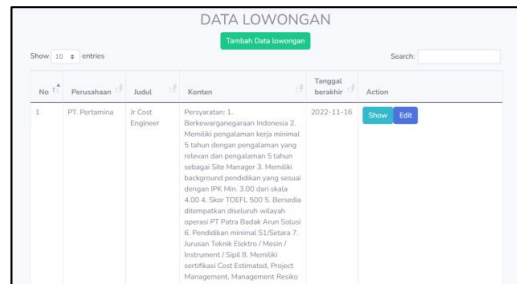 DATA LOWONGAN
Tambah Data lowongan
Show 10 entries
Search:
No Perusahaan Judul Konten Tanggal berakhir Action
1 PT. Pertamina Jr Cost Engineer
Persyaratan: 1.
Berkewarganegaraan Indonesia 2.
Memiliki pengalaman kerja minimal
5 tahun dengan pengalaman yang
relevan dan pengalaman 5 tahun
sebagai Site Manager 3. Memiliki
background pendidikan yang sesuai
dengan IPK Min. 3.00 dari skala
4.00 4. Skor TOEFL 500 5. Bersedia
ditempatkan diseluruh wilayah
operasi PT Patra Badak Arun Solusi
6. Pendidikan minimal S1/Setara 7.
Jurusan Teknik Elektro / Mesin /
Instrument / Sipil 8. Memiliki
sertifikasi Cost Estimated, Project
Management, Management Resiko
2022-11-16
Show Edit